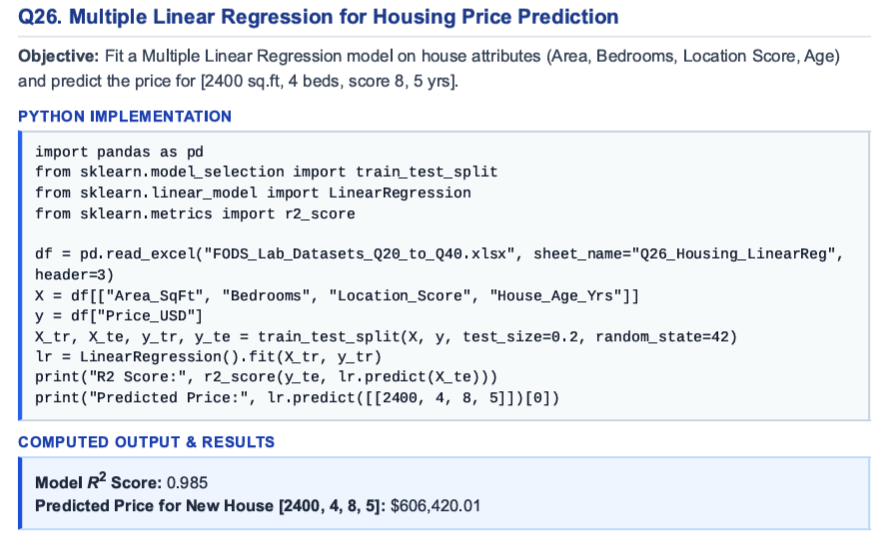 Q26. Multiple Linear Regression for Housing Price Prediction
Objective: Fit a Multiple Linear Regression model on house attributes (Area, Bedrooms, Location Score, Age)
and predict the price for [2400 sq.ft, 4 beds, score 8, 5 yrs].
PYTHON IMPLEMENTATION
import pandas as pd
from sklearn.model_selection import train_test_split
from sklearn.linear_model import LinearRegression
from sklearn.metrics import r2_score
df = pd.read_excel("FODS_Lab_Datasets_Q20_to_Q40.xlsx", sheet_name="Q26_Housing_LinearReg",
header=3)
X = df[["Area_SqFt", "Bedrooms", "Location_Score", "House_Age_Yrs"]]
y = df["Price_USD"]
X_tr, X_te, y_tr, y_te = train_test_split(X, y, test_size=0.2, random_state=42)
lr = LinearRegression().fit(X_tr, y_tr)
print("R2 Score:", r2_score(y_te, lr.predict(X_te)))
print("Predicted Price:", lr.predict([[2400, 4, 8, 5]])[0])
COMPUTED OUTPUT & RESULTS
Model R² Score: 0.985
Predicted Price for New House [2400, 4, 8, 5]: $606,420.01